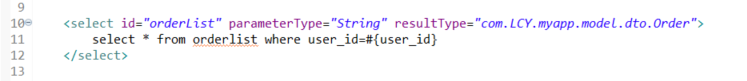 9
10 <select id="orderList" parameterType="String" resultType="com.LCY.myapp.model.dto.Order">
11 select * from orderlist where user_id=#{user_id}
12 </select>
13